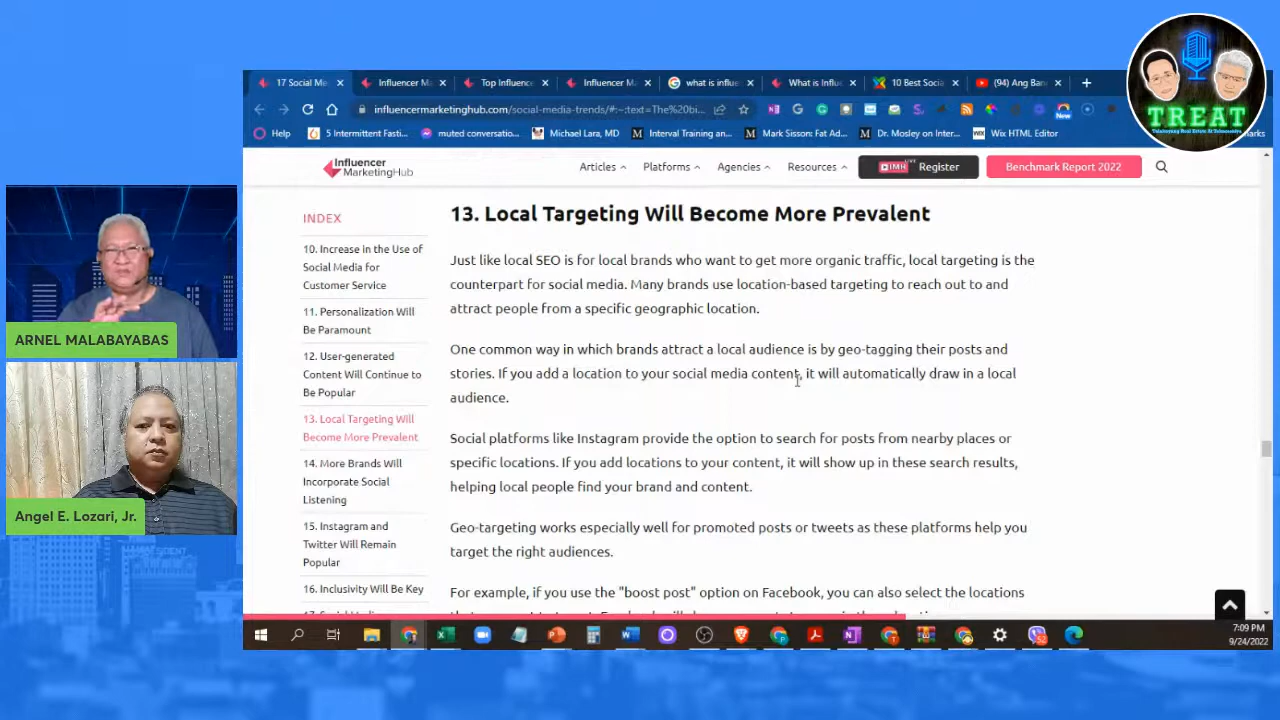 17 Social Me
Influencer M
Top Influenc
Influencer M
what is influe
What is Influ
10 Best Soci
(94) Ang Ban
influencermarketinghub.com/social-media-trends/#:~:text=The%20bi...
New
Help
5 Intermittent Fasti...
muted conversatio...
Michael Lara, MD
Interval Training an...
Mark Sisson: Fat Ad...
Dr. Mosley on Inter...
Wix HTML Editor
TREAT
Influencer
MarketingHub
Articles
Platforms
Agencies
Resources
IMH LIVE Register
Benchmark Report 2022
INDEX
10. Increase in the Use of
Social Media for
Customer Service
11. Personalization Will
Be Paramount
12. User-generated
Content Will Continue to
Be Popular
13. Local Targeting Will
Become More Prevalent
14. More Brands Will
Incorporate Social
Listening
15. Instagram and
Twitter Will Remain
Popular
16. Inclusivity Will Be Key
13. Local Targeting Will Become More Prevalent
Just like local SEO is for local brands who want to get more organic traffic, local targeting is the
counterpart for social media. Many brands use location-based targeting to reach out to and
attract people from a specific geographic location.
One common way in which brands attract a local audience is by geo-tagging their posts and
stories. If you add a location to your social media content, it will automatically draw in a local
audience.
Social platforms like Instagram provide the option to search for posts from nearby places or
specific locations. If you add locations to your content, it will show up in these search results,
helping local people find your brand and content.
Geo-targeting works especially well for promoted posts or tweets as these platforms help you
target the right audiences.
For example, if you use the "boost post" option on Facebook, you can also select the locations
ARNEL MALABAYABAS
Angel E. Lozari, Jr.
7:09 PM
9/24/2022